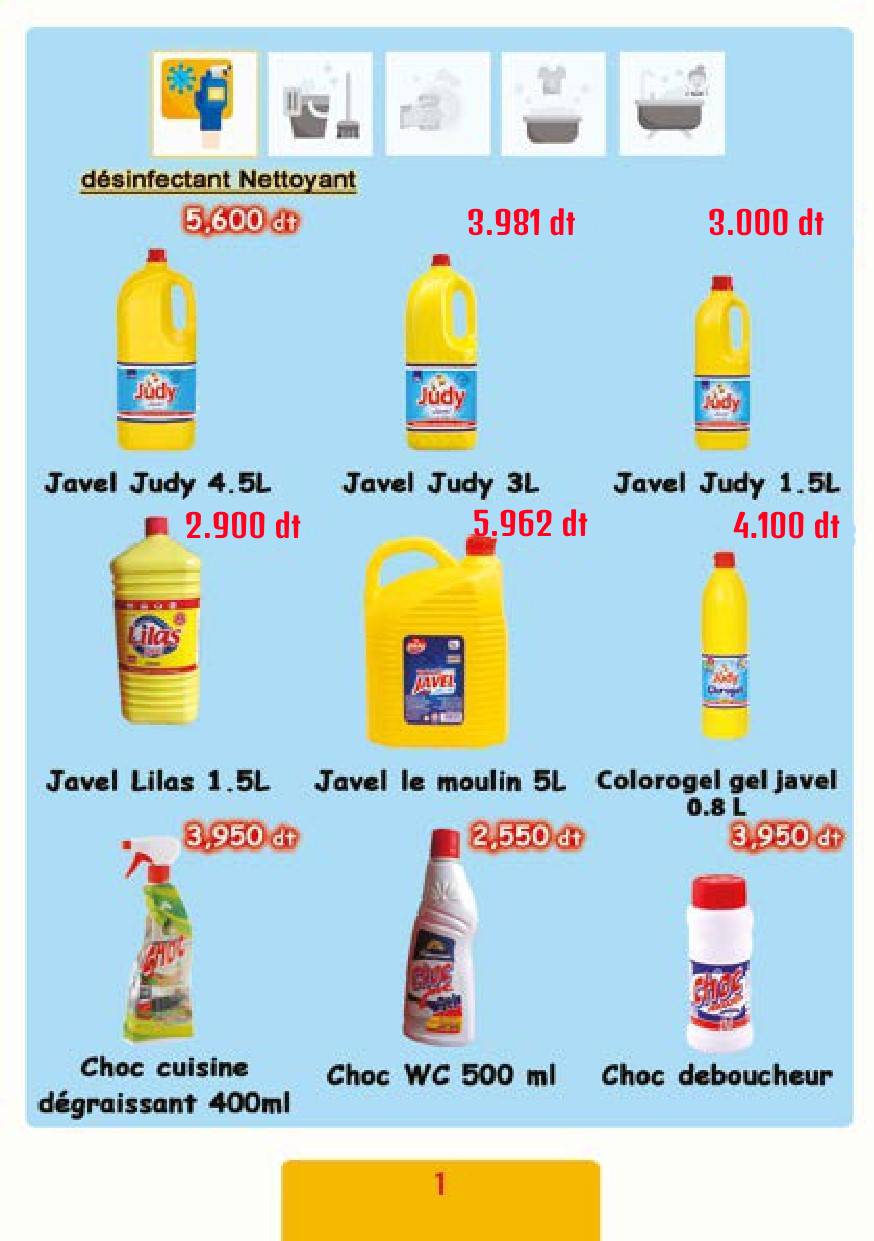 désinfectant Nettoyant
5,600 dt
3.981 dt
3.000 dt
Judy
Judy
Judy
Javel Judy 4.5L
Javel Judy 3L
Javel Judy 1.5L
2.900 dt
5.962 dt
4.100 dt
Lilas
JAVEL
Judy
Javel Lilas 1.5L
Javel le moulin 5L
Colorogel gel javel
0.8 L
3,950 dt
2,550 dt
3,950 dt
CHOC
Choc
choc
Choc cuisine
dégraissant 400ml
Choc WC 500 ml
Choc deboucheur
1